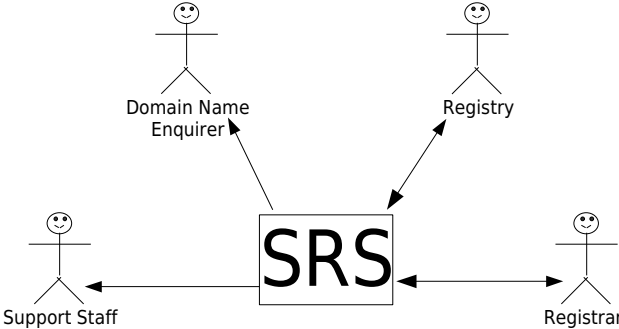 Domain Name
Enquirer
Registry
SRS
Support Staff
Registrar